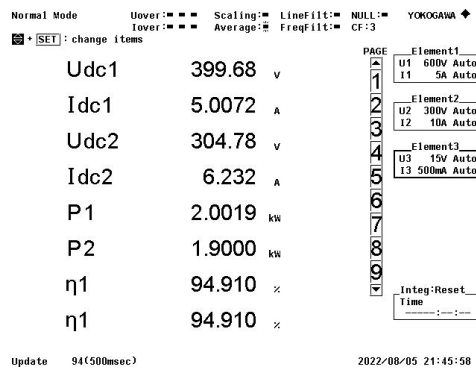 Normal Mode Uover: Scaling: LineFilt: NULL: YOKOGAWA
Iover: Average: FreqFilt: CF:3
+ SET : change items
PAGE
Udc1 399.68 V
Idc1 5.0072 A
Udc2 304.78 V
Idc2 6.232 A
P1 2.0019 kW
P2 1.9000 kW
η1 94.910 %
η1 94.910 %
1
2
3
4
5
6
7
8
9
Element1
U1 600V Auto
I1 5A Auto
Element2
U2 300V Auto
I2 10A Auto
Element3
U3 15V Auto
I3 500mA Auto
Integ:Reset
Time
-----:--:--
Update 94(500msec) 2022/08/05 21:45:58